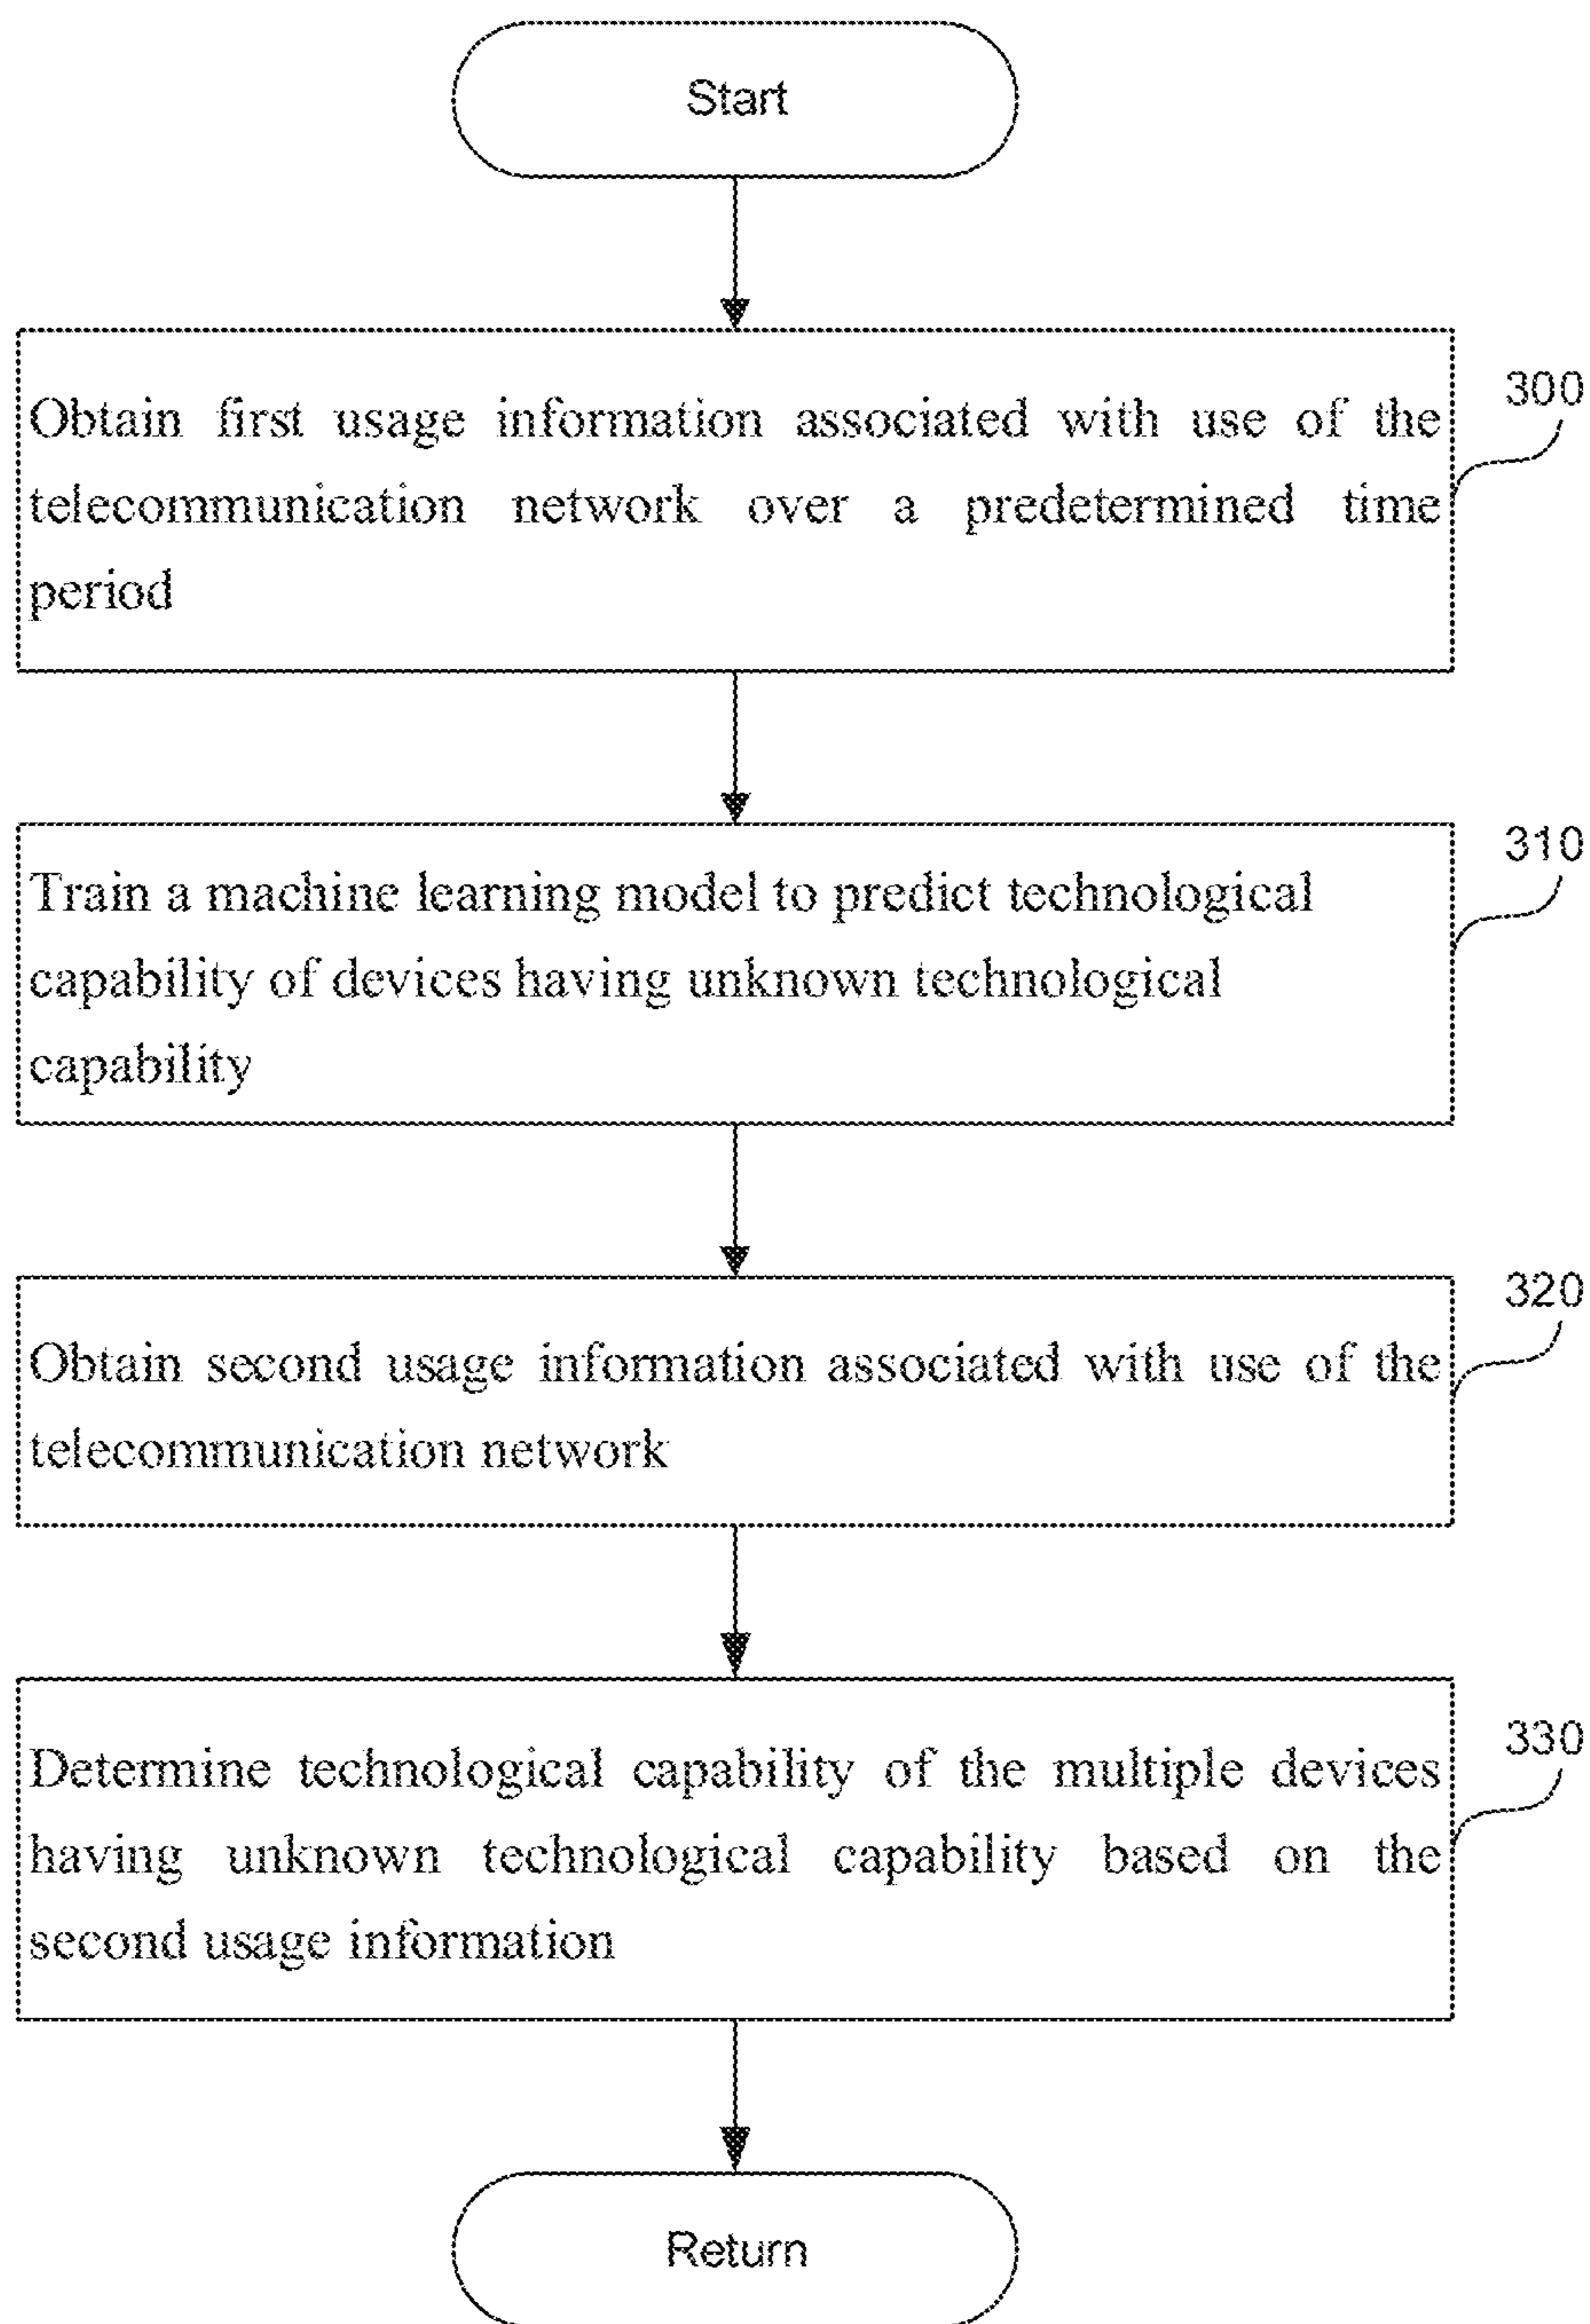 Start
300
Obtain first usage information associated with use of the
telecommunication network over a predetermined time
period
310
Train a machine learning model to predict technological
capability of devices having unknown technological
capability
320
Obtain second usage information associated with use of the
telecommunication network
330
Determine technological capability of the multiple devices
having unknown technological capability based on the
second usage information
Return